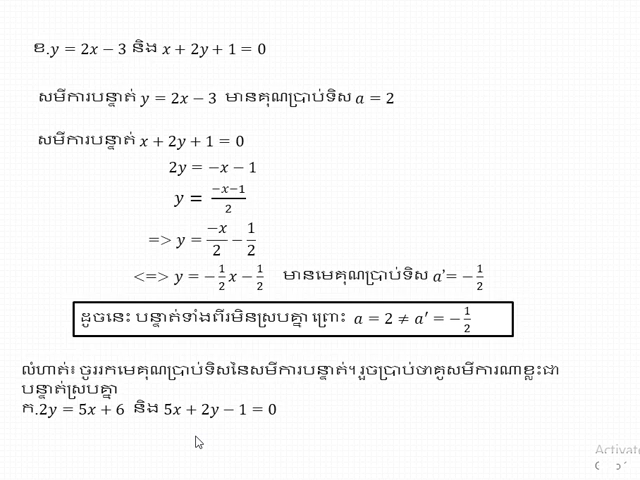 ខ.y = 2x − 3 និង x + 2y + 1 = 0
សមីការបន្ទាត់ y = 2x − 3 មានគុណប្រាប់ទិស a = 2
សមីការបន្ទាត់ x + 2y + 1 = 0
2y = −x − 1
y = (−x−1)/2
=> y = −x/2 − 1/2
<=> y = −1/2 x − 1/2 មានមេគុណប្រាប់ទិស a’= −1/2
ដូចនេះ បន្ទាត់ទាំងពីរមិនស្របគ្នា ព្រោះ a = 2 ≠ a′ = −1/2
លំហាត់៖ ចូររកមេគុណប្រាប់ទិសនៃសមីការបន្ទាត់។ រួចប្រាប់ថាគូសមីការណាខ្លះជា
បន្ទាត់ស្របគ្នា
ក.2y = 5x + 6 និង 5x + 2y − 1 = 0
Activate